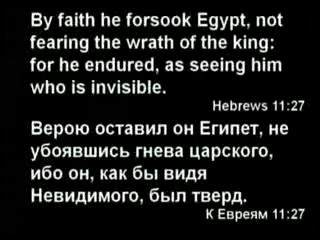 By faith he forsook Egypt, not
fearing the wrath of the king:
for he endured, as seeing him
who is invisible.
Hebrews 11:27
Верою оставил он Египет, не
убоявшись гнева царского,
ибо он, как бы видя
Невидимого, был тверд.
К Евреям 11:27